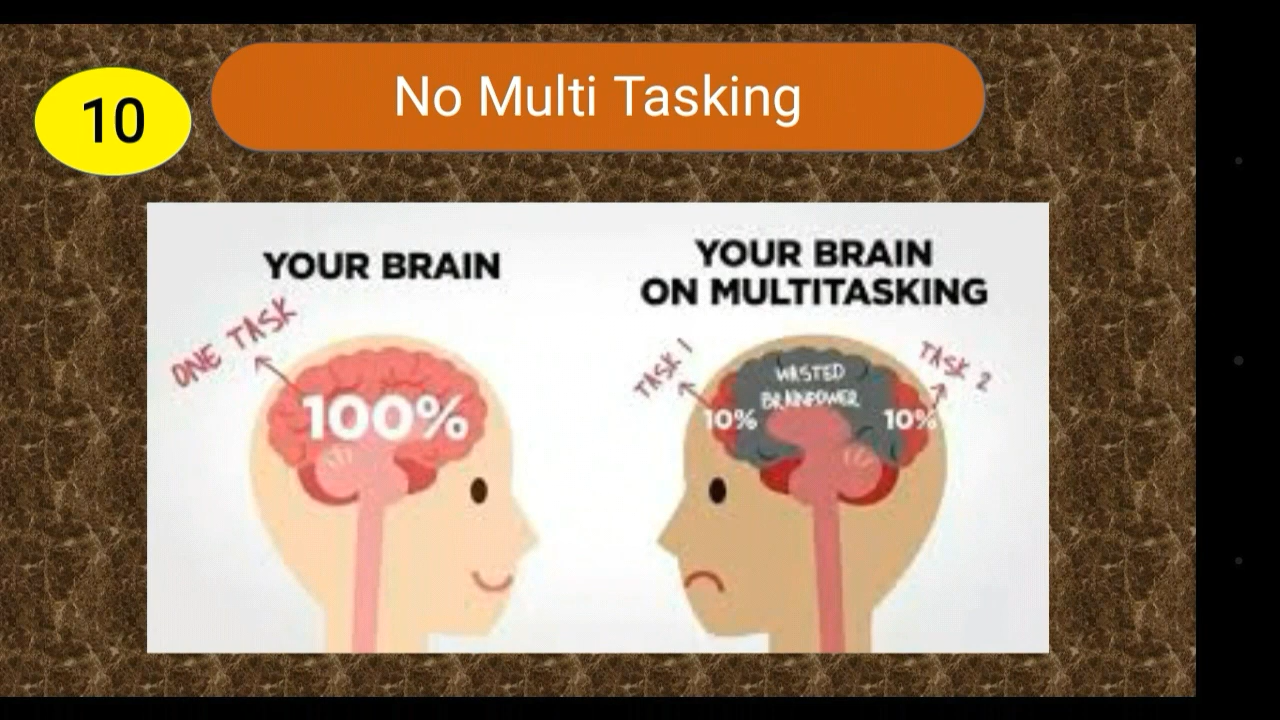 10
No Multi Tasking
YOUR BRAIN
ONE TASK
100%
YOUR BRAIN
ON MULTITASKING
TASK 1
TASK 2
WASTED
BRAINPOWER
10%
10%